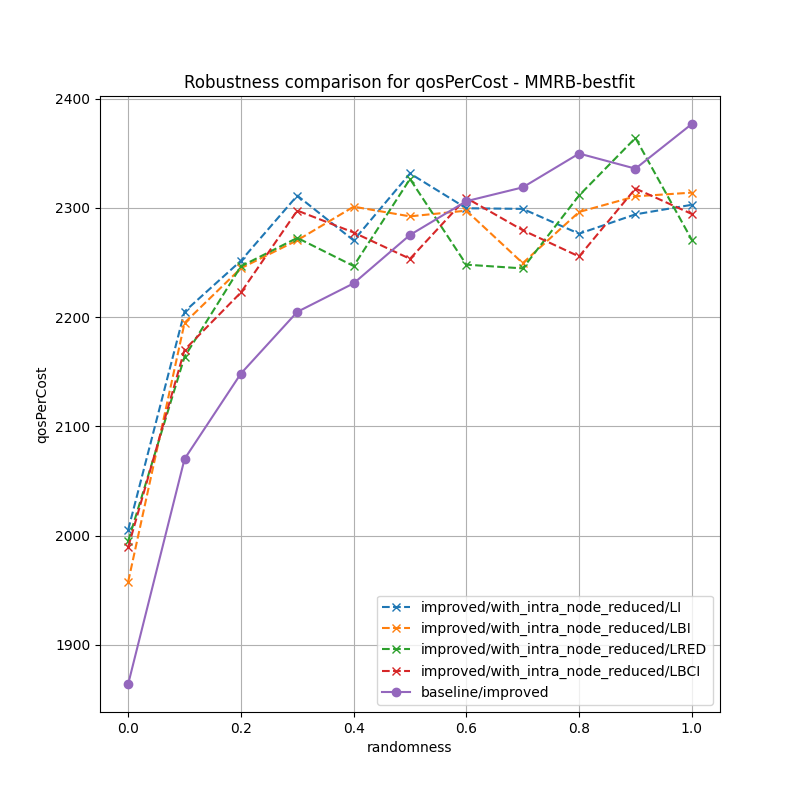 Robustness comparison for qosPerCost - MMRB-bestfit
2400
2300
2200
2100
2000
1900
qosPerCost
improved/with_intra_node_reduced/LI
improved/with_intra_node_reduced/LBI
improved/with_intra_node_reduced/LRED
improved/with_intra_node_reduced/LBCI
baseline/improved
0.0 0.2 0.4 0.6 0.8 1.0
randomness